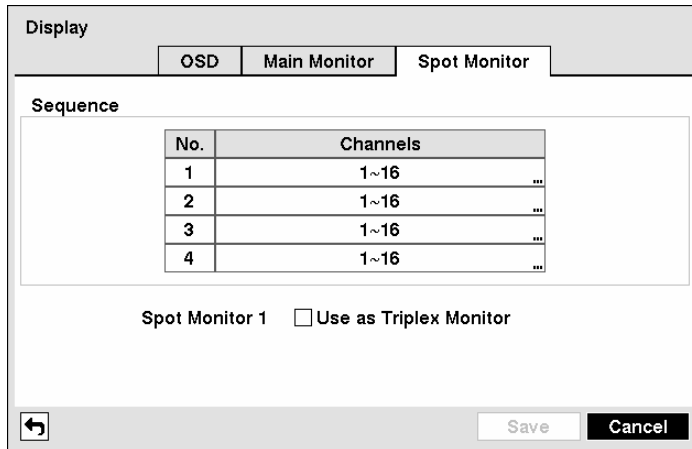 Display
OSD Main Monitor Spot Monitor
Sequence
No. Channels
1 1~16 ...
2 1~16 ...
3 1~16 ...
4 1~16 ...
Spot Monitor 1 Use as Triplex Monitor
Save Cancel